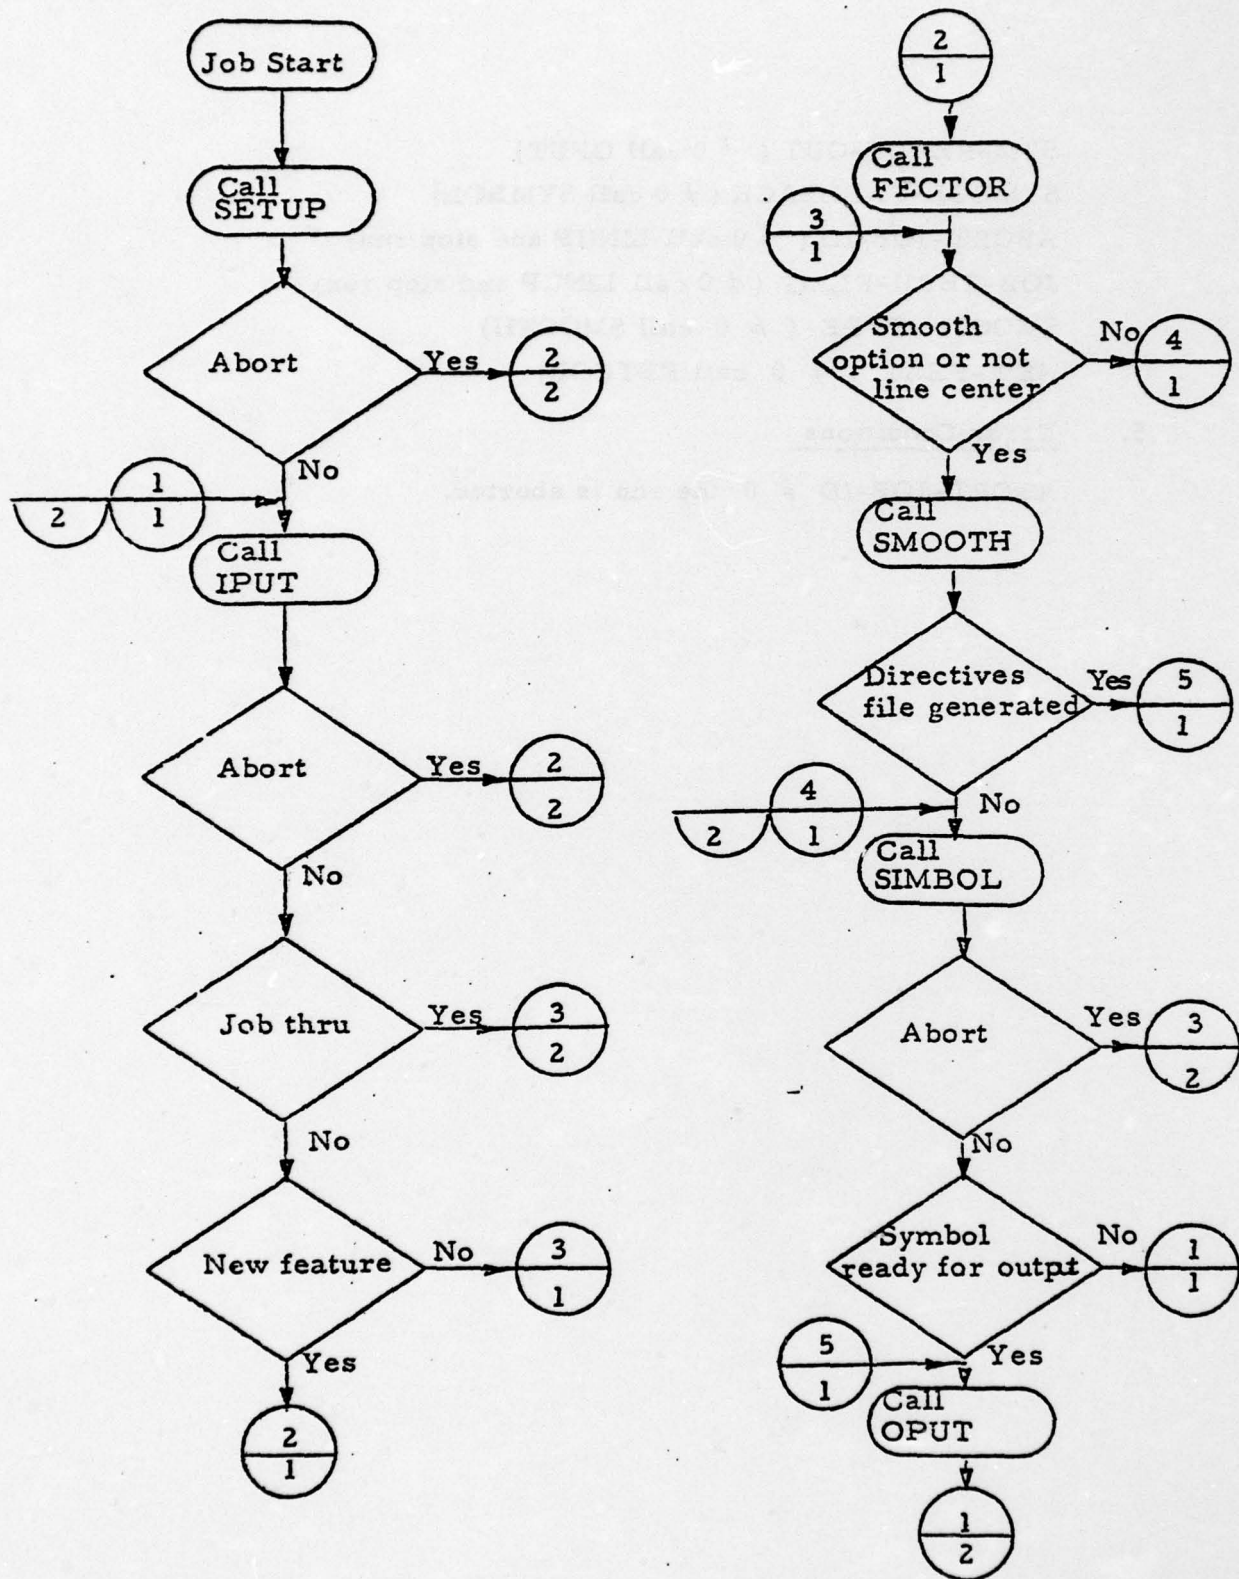 Job Start
Call
SETUP
Abort
Yes
2
2
No
1
1
2
Call
IPUT
Abort
Yes
2
2
No
Job thru
Yes
3
2
No
New feature
No
3
1
Yes
2
1
2
1
Call
FECTOR
3
1
Smooth
option or not
line center
No
4
1
Yes
Call
SMOOTH
Directives
file generated
Yes
5
1
No
4
1
2
Call
SIMBOL
Abort
Yes
3
2
No
Symbol
ready for output
No
1
1
5
1
Yes
Call
OPUT
1
2